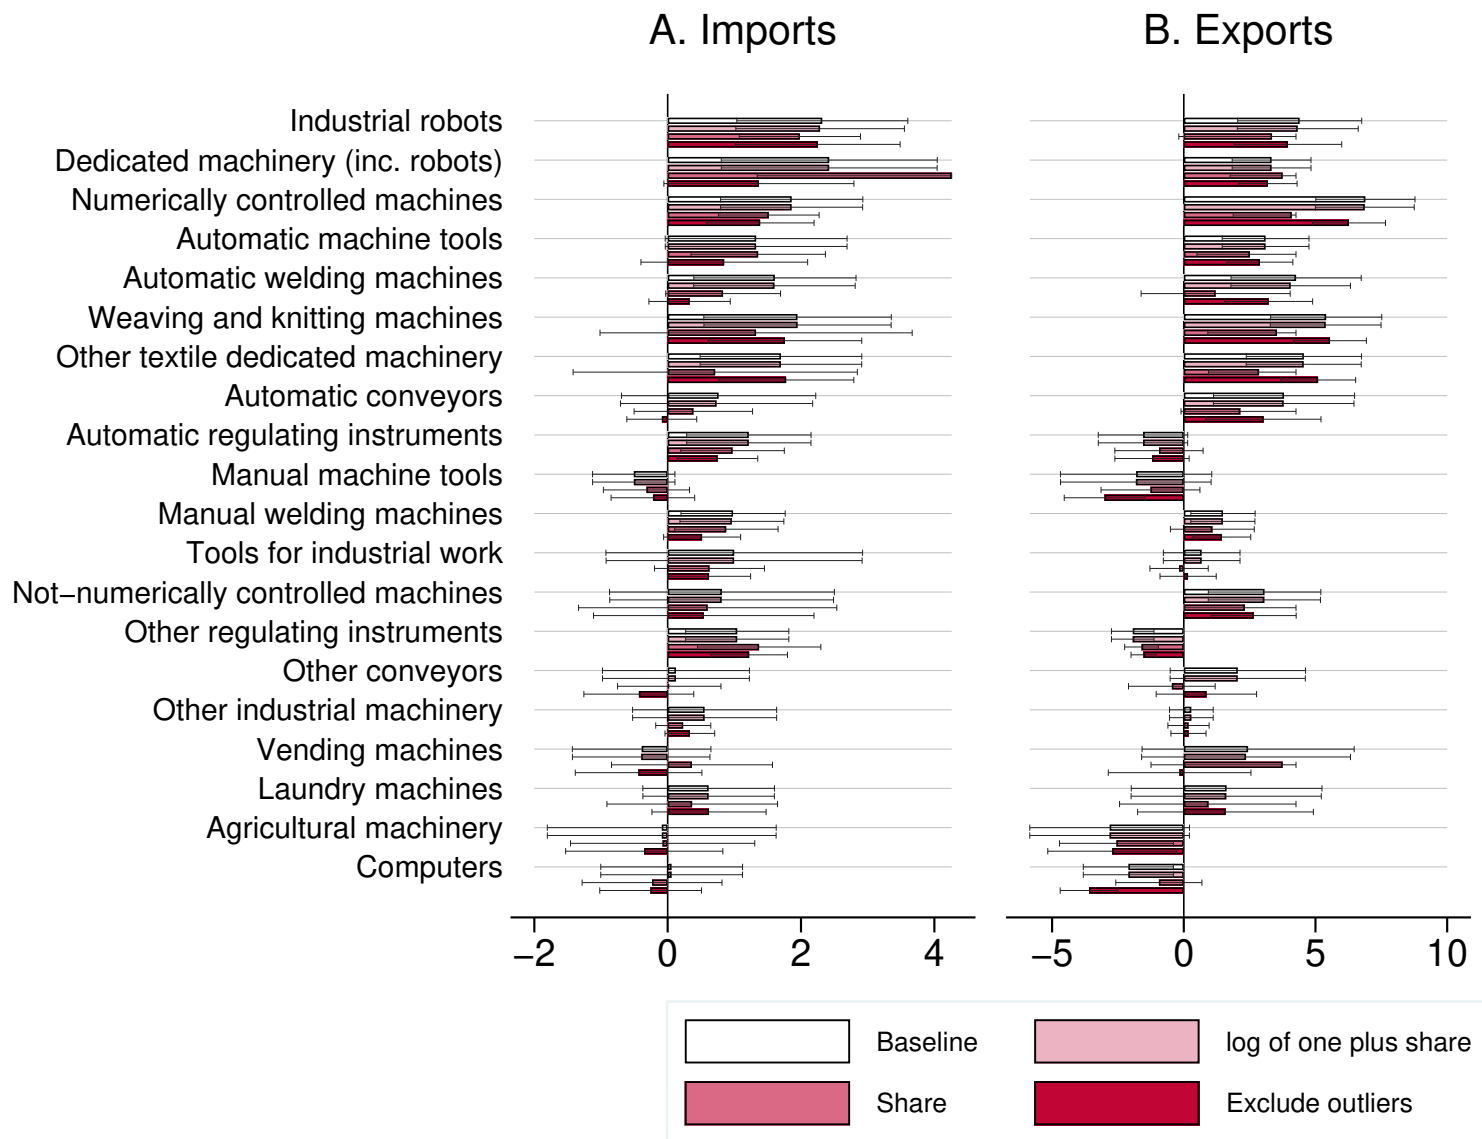 A. Imports
B. Exports
Industrial robots
Dedicated machinery (inc. robots)
Numerically controlled machines
Automatic machine tools
Automatic welding machines
Weaving and knitting machines
Other textile dedicated machinery
Automatic conveyors
Automatic regulating instruments
Manual machine tools
Manual welding machines
Tools for industrial work
Not−numerically controlled machines
Other regulating instruments
Other conveyors
Other industrial machinery
Vending machines
Laundry machines
Agricultural machinery
Computers
−2 0 2 4
−5 0 5 10
Baseline
log of one plus share
Share
Exclude outliers